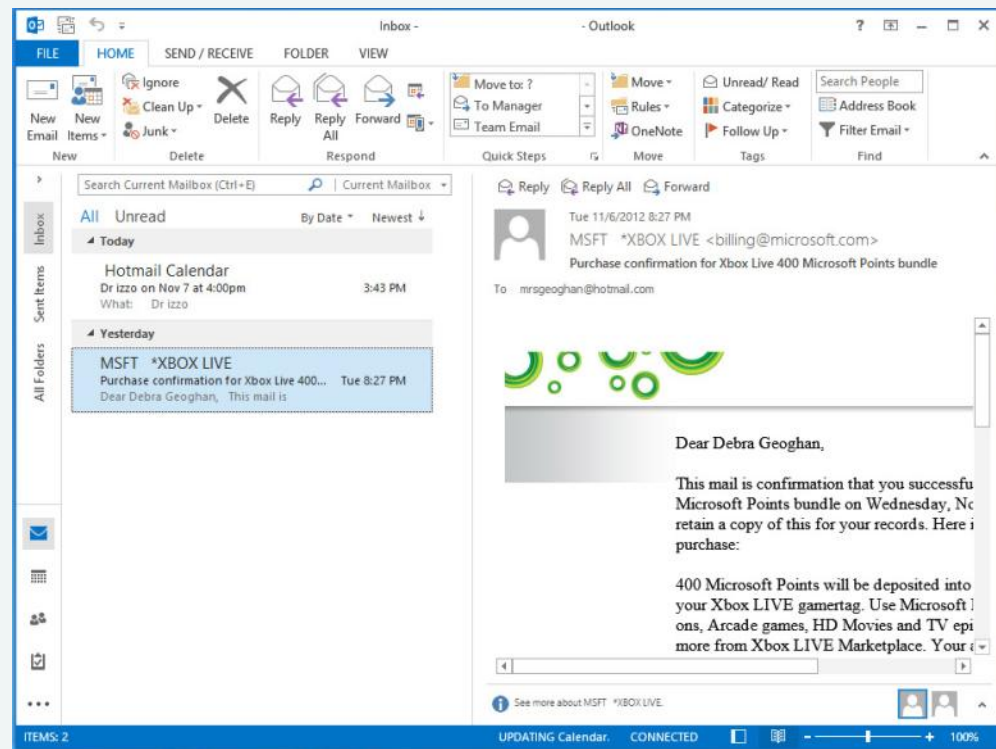 Inbox - - Outlook
FILE HOME SEND / RECEIVE FOLDER VIEW
New Email
New Items
Ignore
Clean Up
Junk
Delete
Reply
Reply All
Forward
Move to: ?
To Manager
Team Email
Move
Rules
OneNote
Unread/ Read
Categorize
Follow Up
Search People
Address Book
Filter Email
New Delete Respond Quick Steps Move Tags Find
Inbox
Sent Items
All Folders
Search Current Mailbox (Ctrl+E) Current Mailbox
All Unread By Date Newest
Today
Hotmail Calendar
Dr izzo on Nov 7 at 4:00pm 3:43 PM
What: Dr izzo
Yesterday
MSFT *XBOX LIVE
Purchase confirmation for Xbox Live 400... Tue 8:27 PM
Dear Debra Geoghan, This mail is
Reply Reply All Forward
Tue 11/6/2012 8:27 PM
MSFT *XBOX LIVE <billing@microsoft.com>
Purchase confirmation for Xbox Live 400 Microsoft Points bundle
To mrsgeoghan@hotmail.com
Dear Debra Geoghan,
This mail is confirmation that you successfu
Microsoft Points bundle on Wednesday, No
retain a copy of this for your records. Here i
purchase:
400 Microsoft Points will be deposited into
your Xbox LIVE gamertag. Use Microsoft
ons, Arcade games, HD Movies and TV epi
more from Xbox LIVE Marketplace. Your
See more about MSFT *XBOX LIVE.
ITEMS: 2 UPDATING Calendar. CONNECTED 100%